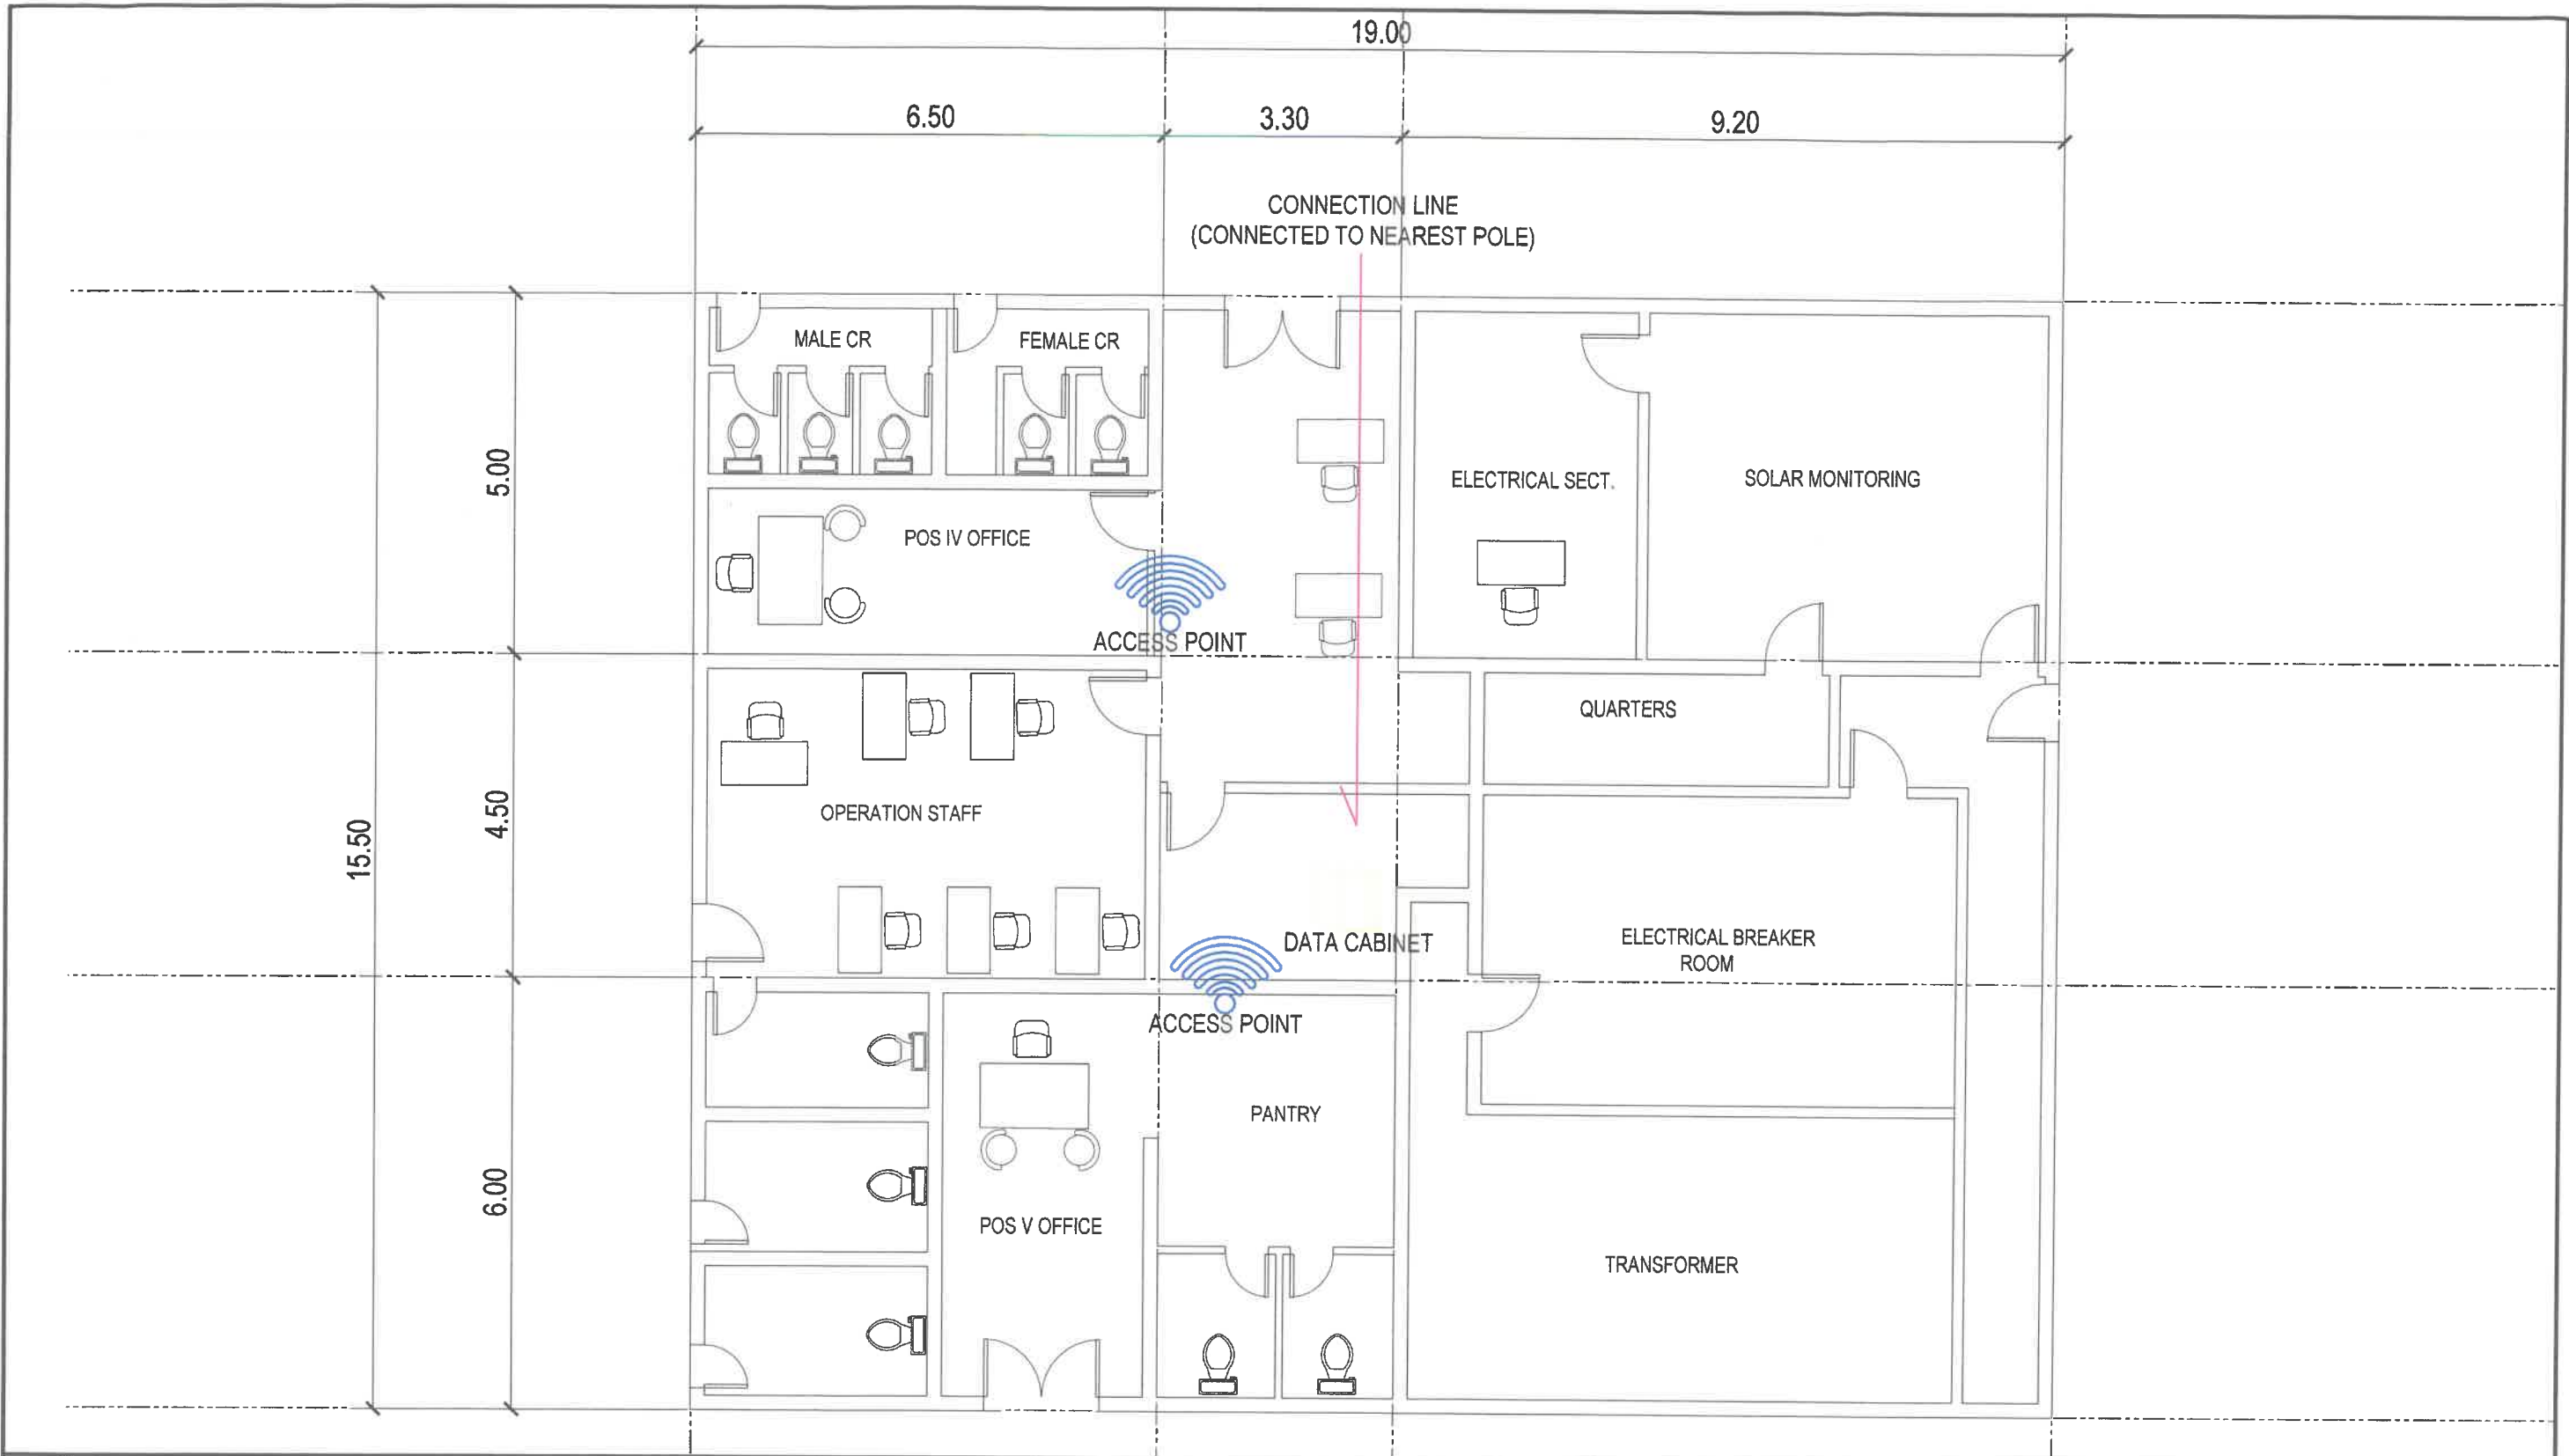 19.00
6.50
3.30
9.20
CONNECTION LINE
(CONNECTED TO NEAREST POLE)
MALE CR
FEMALE CR
5.00
ELECTRICAL SECT.
SOLAR MONITORING
POS IV OFFICE
ACCESS POINT
QUARTERS
4.50
OPERATION STAFF
15.50
DATA CABINET
ELECTRICAL BREAKER
ROOM
ACCESS POINT
PANTRY
6.00
POS V OFFICE
TRANSFORMER